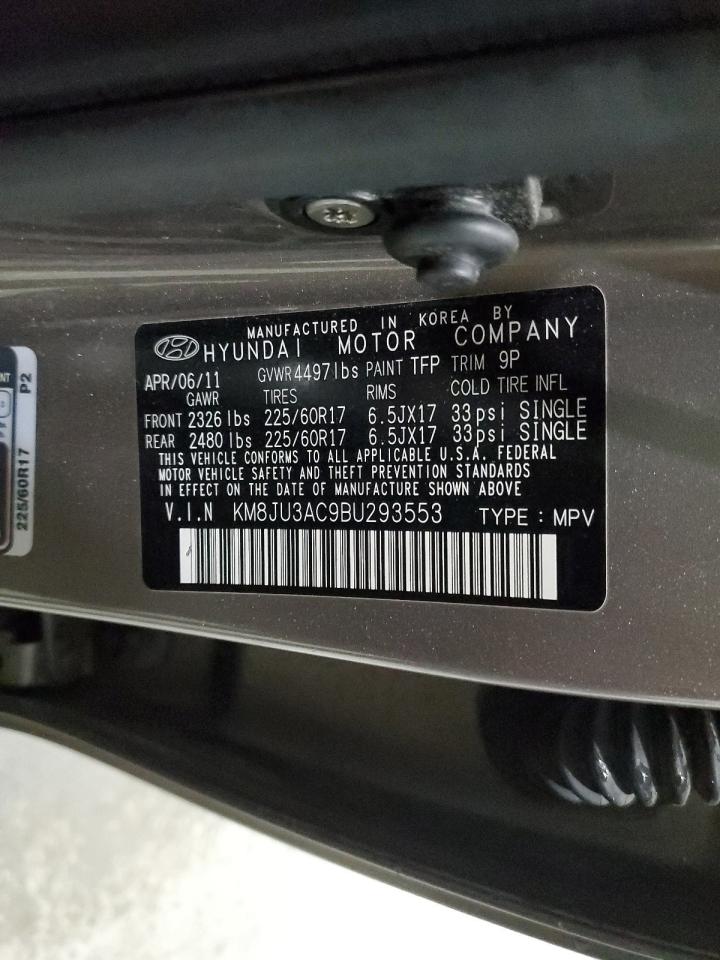 MANUFACTURED IN KOREA BY
HYUNDAI MOTOR COMPANY
APR/06/11 GVWR 4497lbs PAINT TFP TRIM 9P
GAWR TIRES RIMS COLD TIRE INFL
FRONT 2326 lbs 225/60R17 6.5JX17 33psi SINGLE
REAR 2480 lbs 225/60R17 6.5JX17 33psi SINGLE
THIS VEHICLE CONFORMS TO ALL APPLICABLE U.S.A. FEDERAL
MOTOR VEHICLE SAFETY AND THEFT PREVENTION STANDARDS
IN EFFECT ON THE DATE OF MANUFACTURE SHOWN ABOVE
V.I.N KM8JU3AC9BU293553 TYPE : MPV
P2
225/60R17